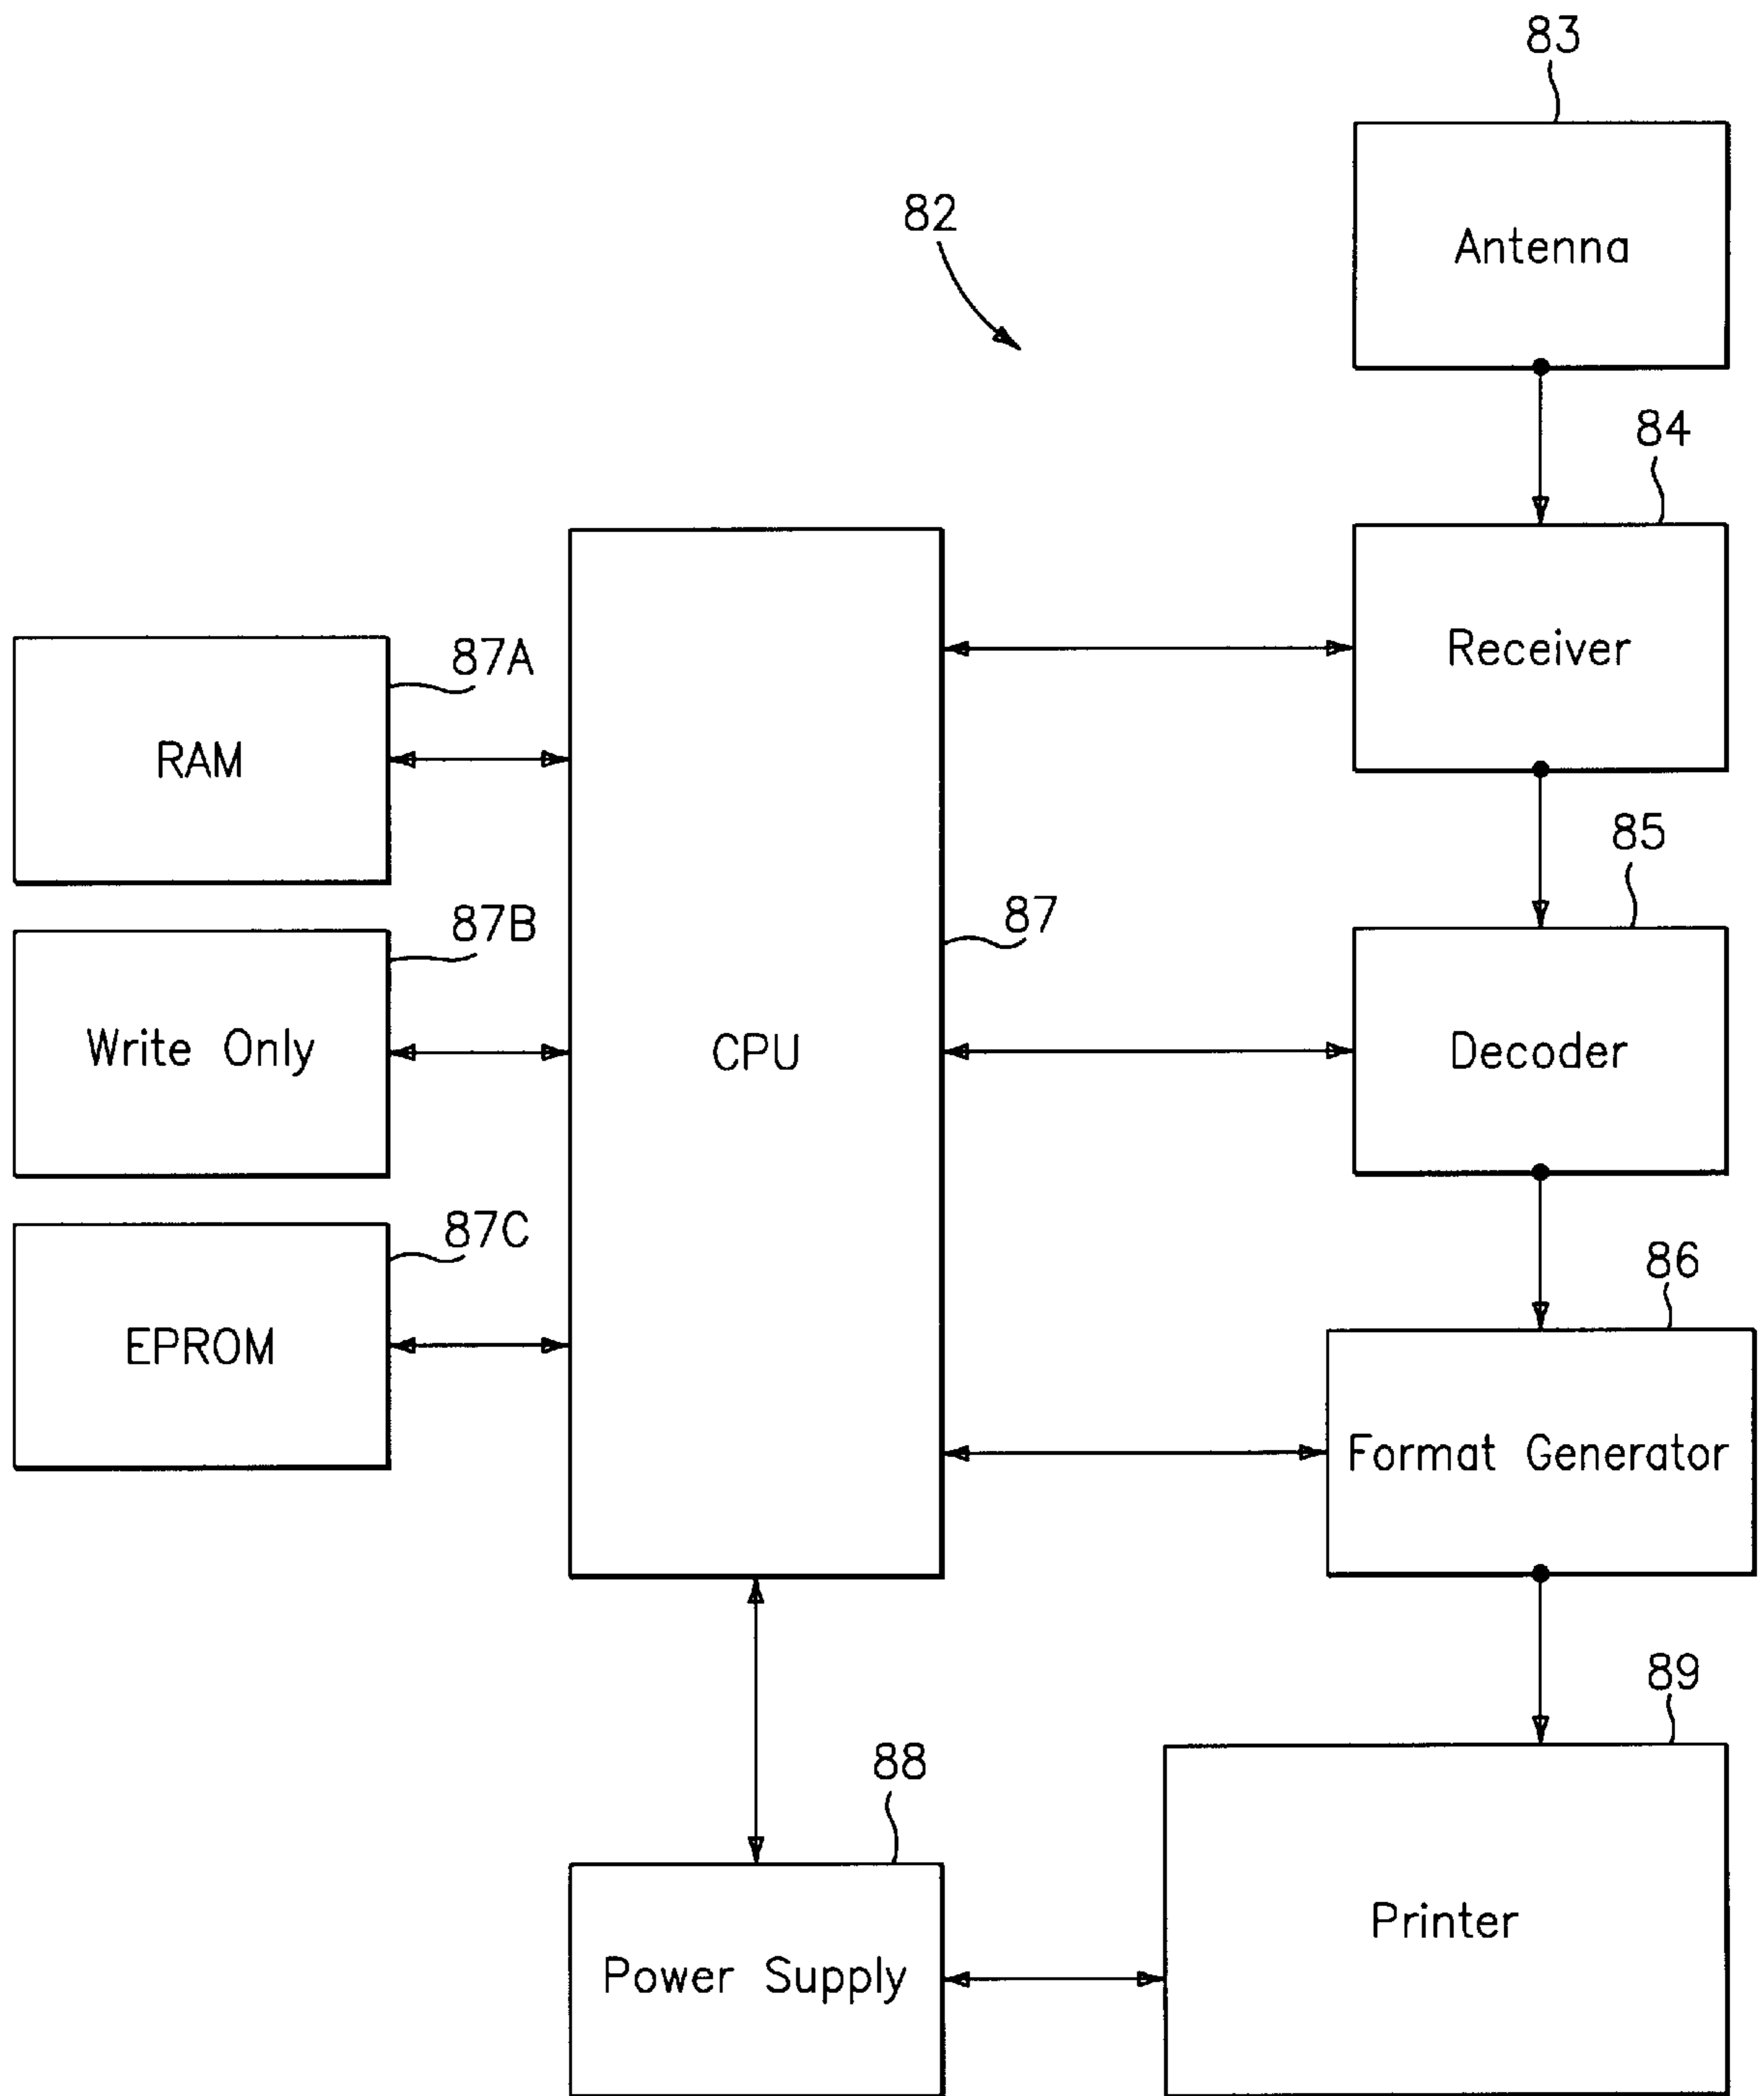 83
82
Antenna
84
87A
Receiver
RAM
85
87B
87
Write Only
CPU
Decoder
87C
86
EPROM
Format Generator
89
88
Printer
Power Supply